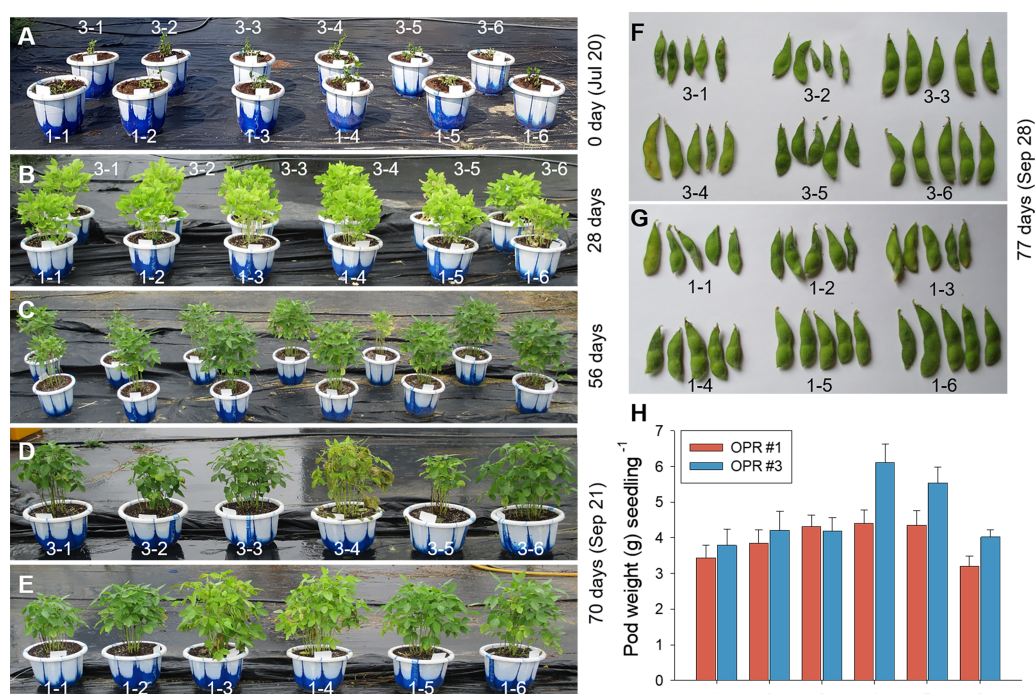 A
3-1 3-2 3-3 3-4 3-5 3-6
1-1 1-2 1-3 1-4 1-5 1-6
0 day (Jul 20)
B
3-1 3-2 3-3 3-4 3-5 3-6
1-1 1-2 1-3 1-4 1-5 1-6
28 days
C
56 days
D
3-1 3-2 3-3 3-4 3-5 3-6
E
1-1 1-2 1-3 1-4 1-5 1-6
70 days (Sep 21)
F
3-1 3-2 3-3
3-4 3-5 3-6
G
1-1 1-2 1-3
1-4 1-5 1-6
77 days (Sep 28)
H
OPR #1
OPR #3
Pod weight (g) seedling⁻¹
7
6
5
4
3
2
1
0